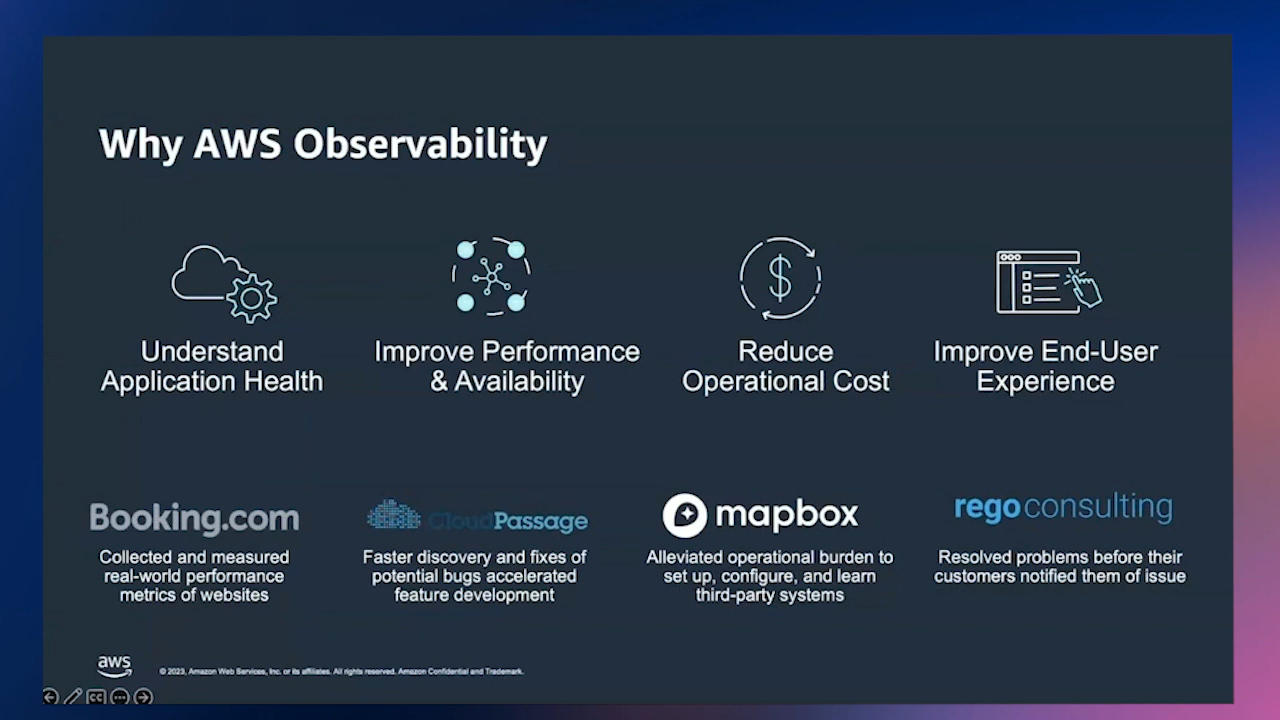 Why AWS Observability
Understand
Application Health
Improve Performance
& Availability
Reduce
Operational Cost
Improve End-User
Experience
Booking.com
Collected and measured
real-world performance
metrics of websites
CloudPassage
Faster discovery and fixes of
potential bugs accelerated
feature development
mapbox
Alleviated operational burden to
set up, configure, and learn
third-party systems
rego consulting
Resolved problems before their
customers notified them of issue
aws
© 2023, Amazon Web Services, Inc. or its affiliates. All rights reserved. Amazon Confidential and Trademark.
CC